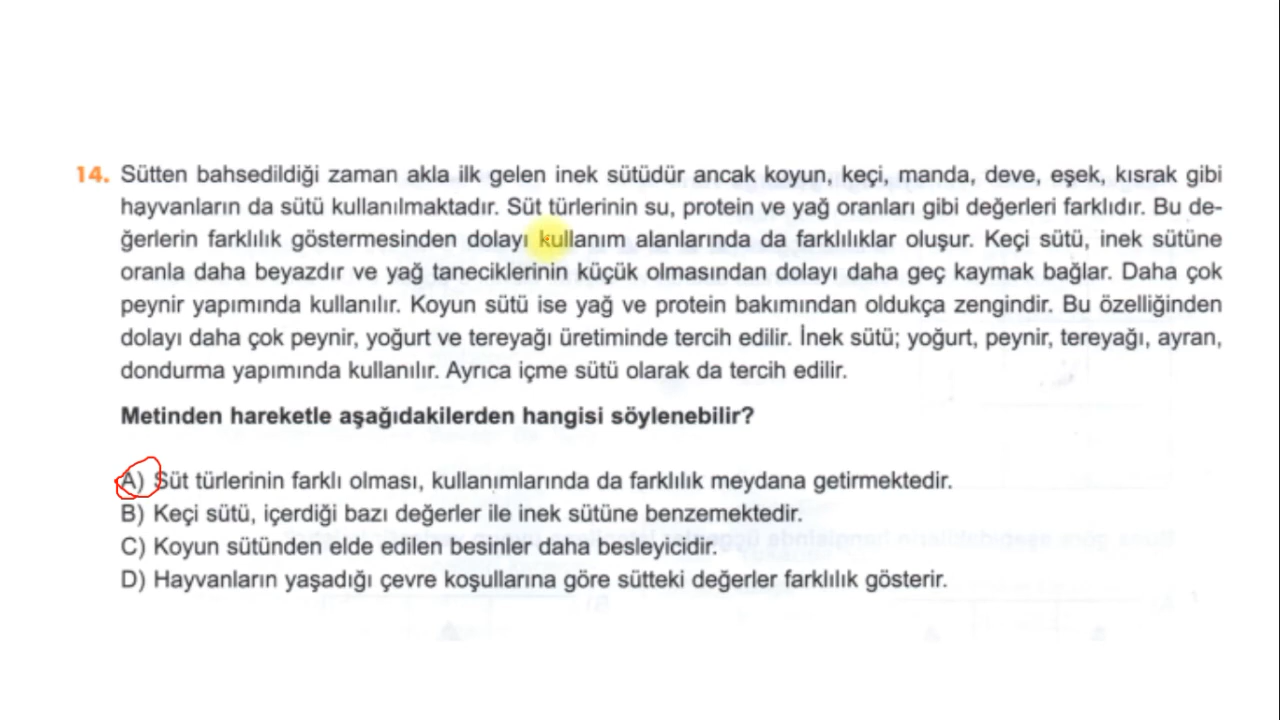 14. Sütten bahsedildiği zaman akla ilk gelen inek sütüdür ancak koyun, keçi, manda, deve, eşek, kısrak gibi
hayvanların da sütü kullanılmaktadır. Süt türlerinin su, protein ve yağ oranları gibi değerleri farklıdır. Bu de-
ğerlerin farklılık göstermesinden dolayı kullanım alanlarında da farklılıklar oluşur. Keçi sütü, inek sütüne
oranla daha beyazdır ve yağ taneciklerinin küçük olmasından dolayı daha geç kaymak bağlar. Daha çok
peynir yapımında kullanılır. Koyun sütü ise yağ ve protein bakımından oldukça zengindir. Bu özelliğinden
dolayı daha çok peynir, yoğurt ve tereyağı üretiminde tercih edilir. İnek sütü; yoğurt, peynir, tereyağı, ayran,
dondurma yapımında kullanılır. Ayrıca içme sütü olarak da tercih edilir.
Metinden hareketle aşağıdakilerden hangisi söylenebilir?
A) Süt türlerinin farklı olması, kullanımlarında da farklılık meydana getirmektedir.
B) Keçi sütü, içerdiği bazı değerler ile inek sütüne benzemektedir.
C) Koyun sütünden elde edilen besinler daha besleyicidir.
D) Hayvanların yaşadığı çevre koşullarına göre sütteki değerler farklılık gösterir.